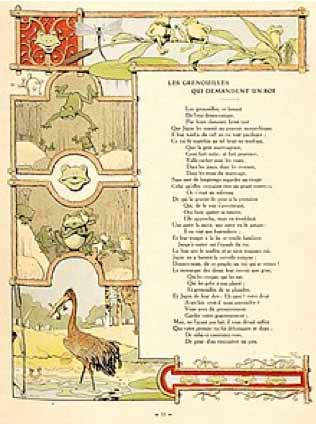 LES GRENOUILLES
QUI DEMANDENT UN ROI
Les grenouilles, se lassant
De l'état démocratique,
Par leurs clameurs firent tant
Que Jupin les soumit au pouvoir monarchique.
Il leur tomba du ciel un roi tout pacifique :
Ce roi fit toutefois un tel bruit en tombant,
Que la gent marécageuse,
Gent fort sotte et fort peureuse,
S'alla cacher sous les eaux,
Dans les joncs, dans les roseaux,
Dans les trous du marécage,
Sans oser de longtemps regarder au visage
Celui qu'elles croyaient être un géant nouveau.
Or c'était un soliveau,
De qui la gravité fit peur à la première
Qui, de le voir s'aventurant,
Osa bien quitter sa tanière.
Elle approcha, mais en tremblant.
Une autre la suivit, une autre en fit autant :
Il en vint une fourmilière ;
Et leur troupe à la fin se rendit familière
Jusqu'à sauter sur l'épaule du roi.
Le bon sire le souffre, et se tient toujours coi.
Jupin en a bientôt la cervelle rompue :
Donnez-nous, dit ce peuple, un roi qui se remue !
Le monarque des dieux leur envoie une grue,
Qui les croque, qui les tue,
Qui les gobe à son plaisir ;
Et grenouilles de se plaindre,
Et Jupin de leur dire : Eh quoi ! votre désir
A ses lois croit-il nous astreindre ?
Vous avez dû premièrement
Garder votre gouvernement ;
Mais, ne l'ayant pas fait, il vous devait suffire
Que votre premier roi fût débonnaire et doux :
De celui-ci contentez-vous,
De peur d'en rencontrer un pire.